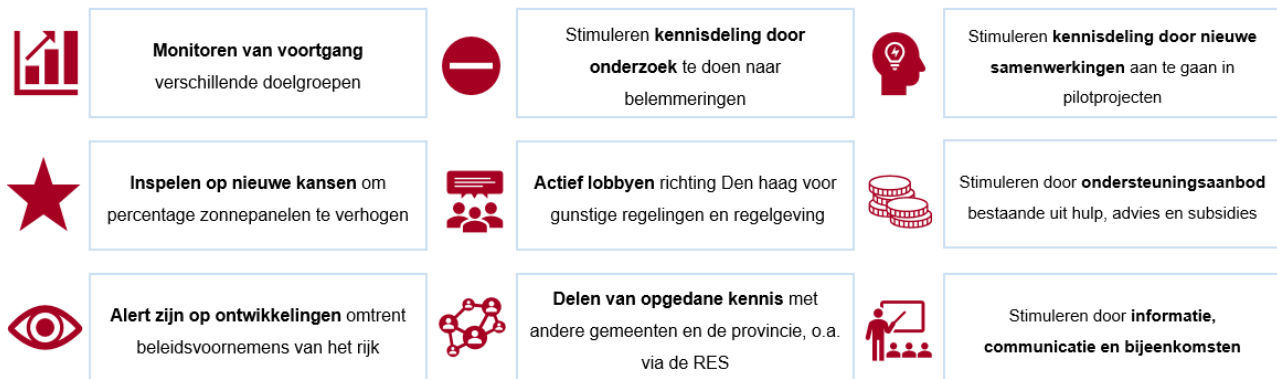 Monitoren van voortgang
verschillende doelgroepen
Stimuleren kennisdeling door
onderzoek te doen naar
belemmeringen
Stimuleren kennisdeling door nieuwe
samenwerkingen aan te gaan in
pilotprojecten
Inspelen op nieuwe kansen om
percentage zonnepanelen te verhogen
Actief lobbyen richting Den haag voor
gunstige regelingen en regelgeving
Stimuleren door ondersteuningsaanbod
bestaande uit hulp, advies en subsidies
Alert zijn op ontwikkelingen omtrent
beleidsvoornemens van het rijk
Delen van opgedane kennis met
andere gemeenten en de provincie, o.a.
via de RES
Stimuleren door informatie,
communicatie en bijeenkomsten